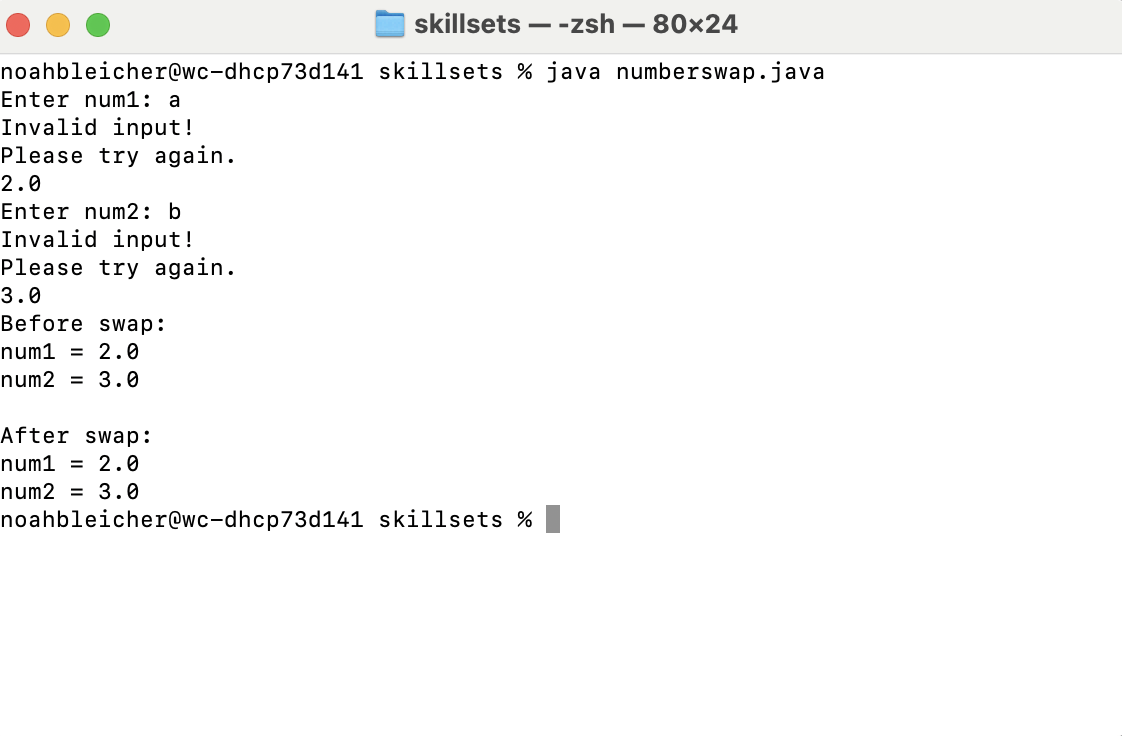 skillsets — -zsh — 80×24
noahbleicher@wc-dhcp73d141 skillsets % java numberswap.java
Enter num1: a
Invalid input!
Please try again.
2.0
Enter num2: b
Invalid input!
Please try again.
3.0
Before swap:
num1 = 2.0
num2 = 3.0

After swap:
num1 = 2.0
num2 = 3.0
noahbleicher@wc-dhcp73d141 skillsets %